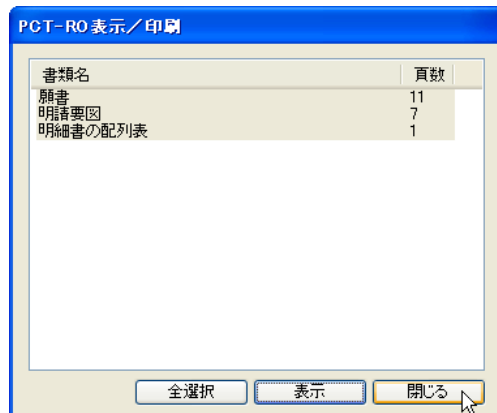 PCT-RO表示／印刷
書類名 頁数
願書 11
明請要図 7
明細書の配列表 1
全選択 表示 閉じる